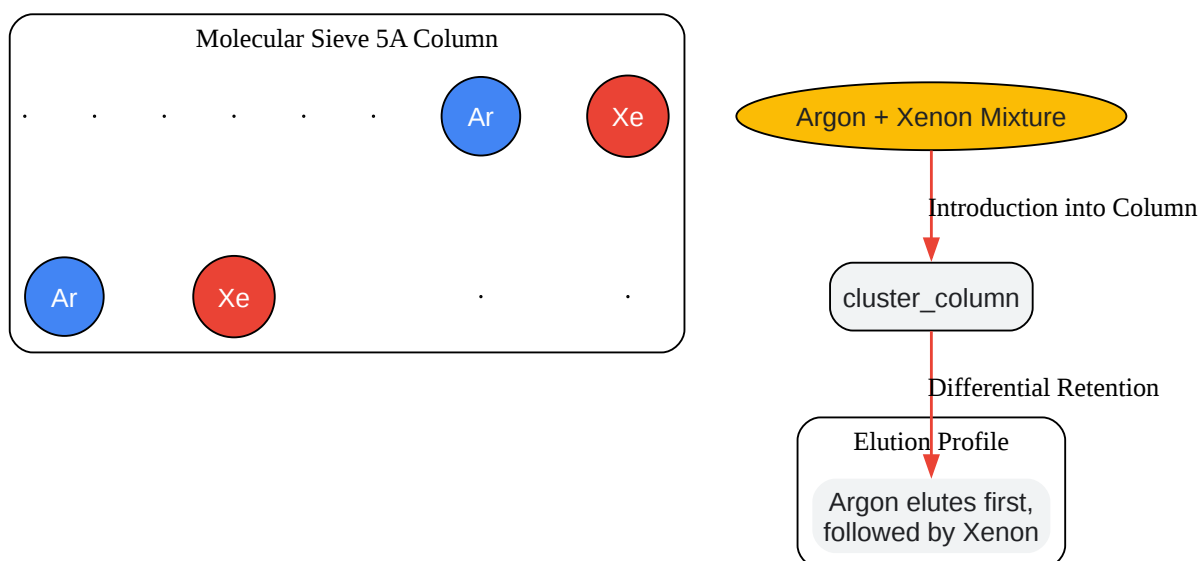 Molecular Sieve 5A Column
Ar
Xe
Ar
Xe
Argon + Xenon Mixture
Introduction into Column
cluster_column
Differential Retention
Elution Profile
Argon elutes first,
followed by Xenon